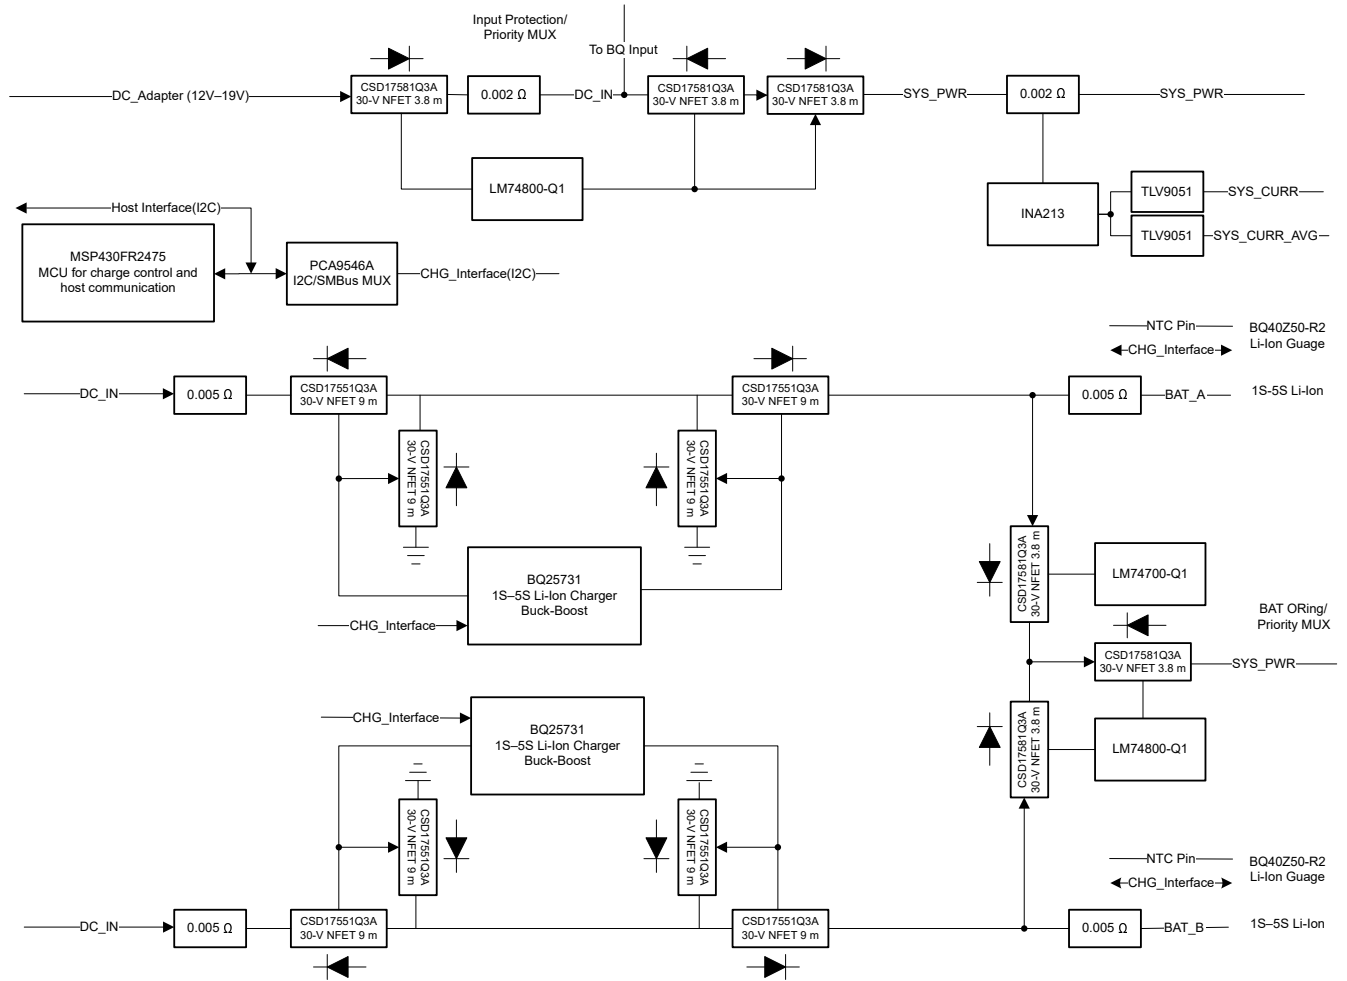 Input Protection/
Priority MUX
To BQ Input
DC_Adapter (12V–19V)
CSD17581Q3A
30-V NFET 3.8 m
0.002 Ω
DC_IN
CSD17581Q3A
30-V NFET 3.8 m
CSD17581Q3A
30-V NFET 3.8 m
SYS_PWR
0.002 Ω
SYS_PWR
LM74800-Q1
INA213
TLV9051
SYS_CURR
TLV9051
SYS_CURR_AVG
Host Interface(I2C)
MSP430FR2475
MCU for charge control and
host communication
PCA9546A
I2C/SMBus MUX
CHG_Interface(I2C)
NTC Pin
CHG_Interface
BQ40Z50-R2
Li-Ion Guage
DC_IN
0.005 Ω
CSD17551Q3A
30-V NFET 9 m
CSD17551Q3A
30-V NFET 9 m
0.005 Ω
BAT_A
1S-5S Li-Ion
CSD17551Q3A
30-V NFET 9 m
CSD17551Q3A
30-V NFET 9 m
BQ25731
1S–5S Li-Ion Charger
Buck-Boost
CHG_Interface
CSD17581Q3A
30-V NFET 3.8 m
LM74700-Q1
BAT ORing/
Priority MUX
CSD17581Q3A
30-V NFET 3.8 m
SYS_PWR
CSD17581Q3A
30-V NFET 3.8 m
LM74800-Q1
CHG_Interface
BQ25731
1S–5S Li-Ion Charger
Buck-Boost
CSD17551Q3A
30-V NFET 9 m
CSD17551Q3A
30-V NFET 9 m
NTC Pin
CHG_Interface
BQ40Z50-R2
Li-Ion Guage
DC_IN
0.005 Ω
CSD17551Q3A
30-V NFET 9 m
CSD17551Q3A
30-V NFET 9 m
0.005 Ω
BAT_B
1S–5S Li-Ion